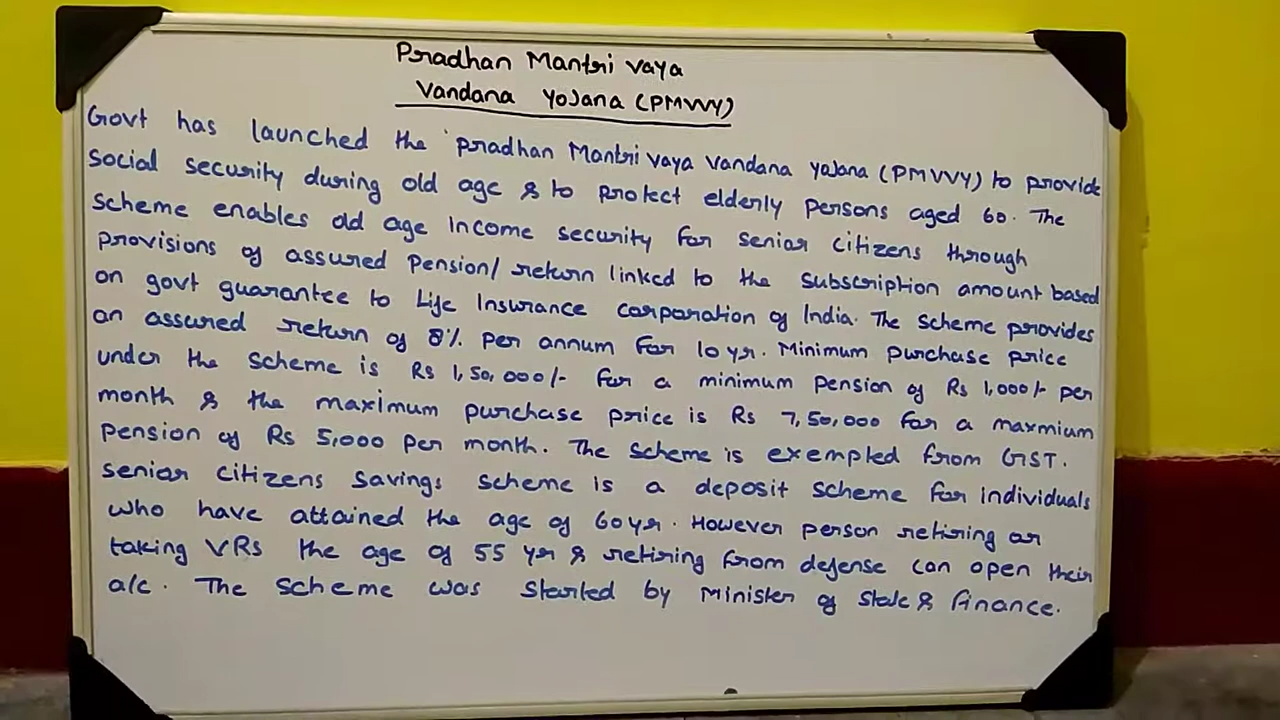 Pradhan Mantri Vaya
Vandana Yojana (PMVVY)
Govt has launched the 'Pradhan Mantri Vaya Vandana Yojana (PMVVY) to provide
social security during old age & to protect elderly persons aged 60. The
scheme enables old age income security for senior citizens through
provisions of assured pension/return linked to the subscription amount based
on govt guarantee to Life Insurance Corporation of India. The scheme provides
an assured return of 8% per annum for 10 yr. Minimum purchase price
under the scheme is Rs 1,50,000/- for a minimum pension of Rs 1,000/- per
month & the maximum purchase price is Rs 7,50,000 for a maxmium
pension of Rs 5,000 per month. The scheme is exempted from GST.
senior citizens savings scheme is a deposit scheme for individuals
who have attained the age of 60 yr. However person retiring or
taking VRs the age of 55 yr & retiring from defense can open their
a/c. The scheme was started by Minister of State & finance.